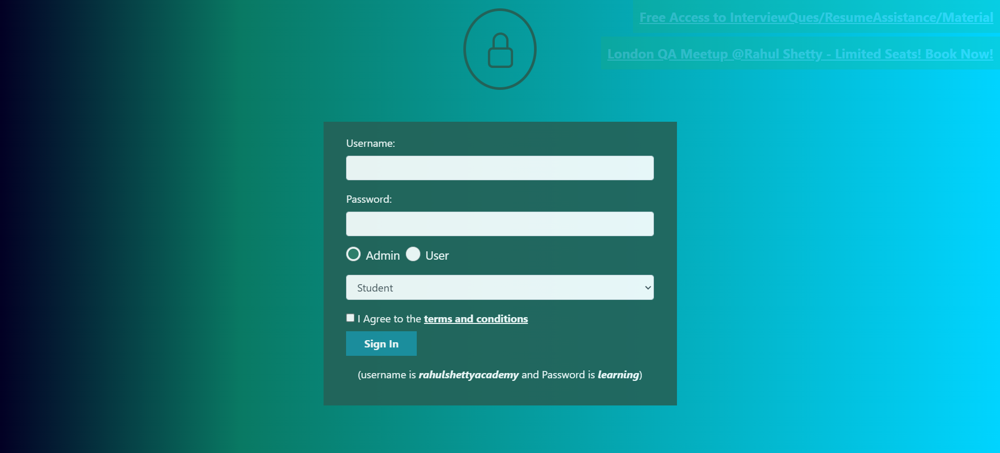 Free Access to InterviewQues/ResumeAssistance/Material
London QA Meetup @Rahul Shetty - Limited Seats! Book Now!
Username:
Password:
Admin User
Student
I Agree to the terms and conditions
Sign In
(username is rahulshettyacademy and Password is learning)